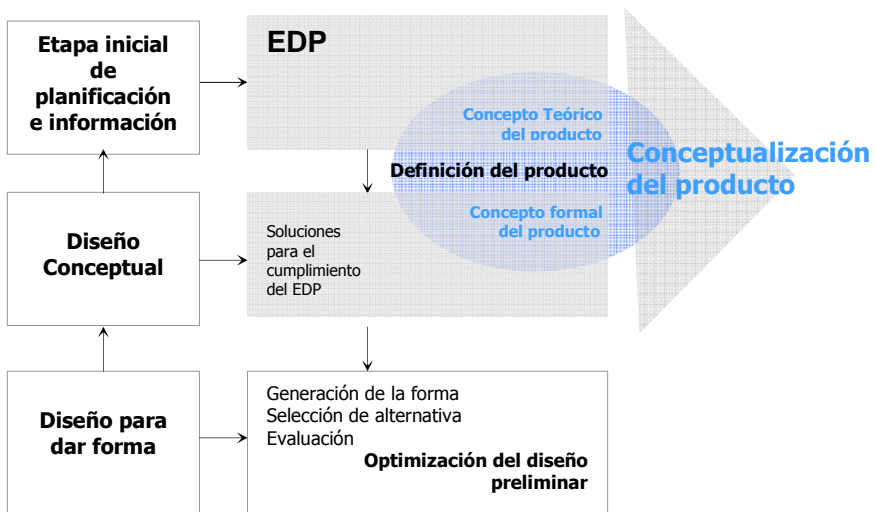 Etapa inicial
de
planificación
e información
EDP
Concepto Teórico
del producto
Definición del producto
Conceptualización
del producto
Concepto formal
del producto
Diseño
Conceptual
Soluciones
para el
cumplimiento
del EDP
Diseño para
dar forma
Generación de la forma
Selección de alternativa
Evaluación
Optimización del diseño
preliminar